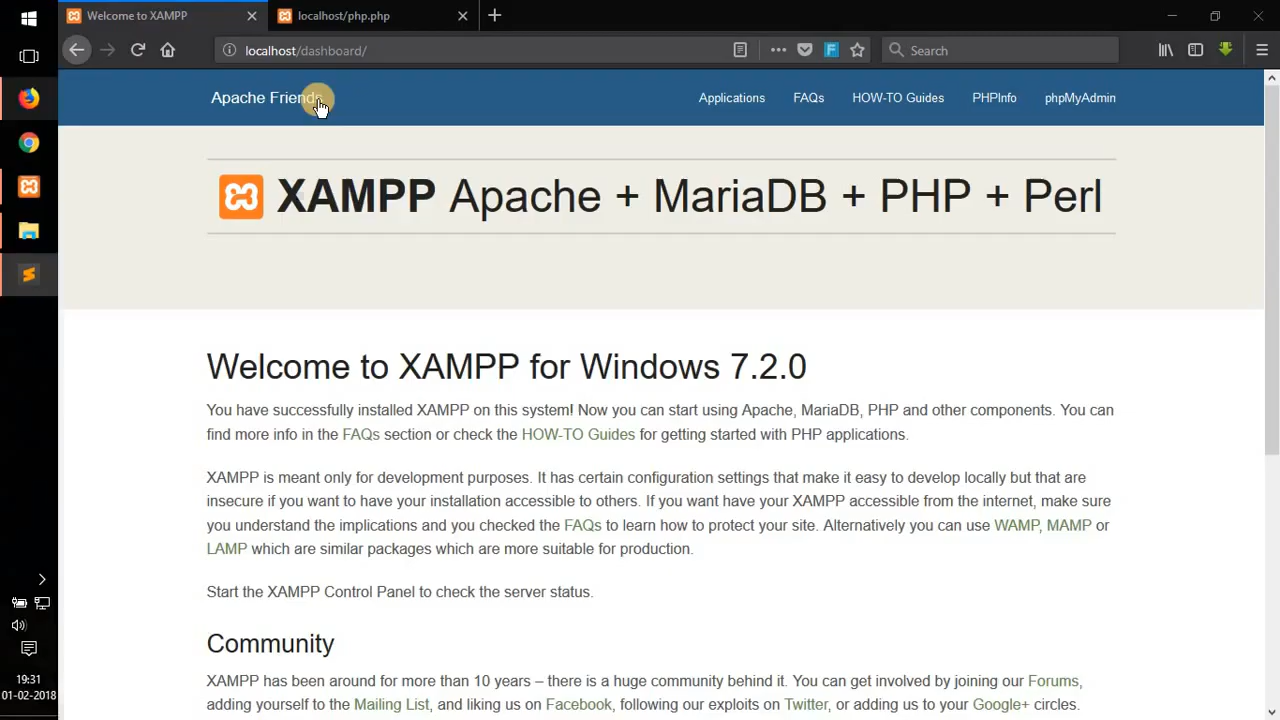 Welcome to XAMPP
localhost/php.php
localhost/dashboard/
Search
Apache Friends
Applications
FAQs
HOW-TO Guides
PHPInfo
phpMyAdmin
XAMPP Apache + MariaDB + PHP + Perl
Welcome to XAMPP for Windows 7.2.0
You have successfully installed XAMPP on this system! Now you can start using Apache, MariaDB, PHP and other components. You can
find more info in the FAQs section or check the HOW-TO Guides for getting started with PHP applications.
XAMPP is meant only for development purposes. It has certain configuration settings that make it easy to develop locally but that are
insecure if you want to have your installation accessible to others. If you want have your XAMPP accessible from the internet, make sure
you understand the implications and you checked the FAQs to learn how to protect your site. Alternatively you can use WAMP, MAMP or
LAMP which are similar packages which are more suitable for production.
Start the XAMPP Control Panel to check the server status.
Community
XAMPP has been around for more than 10 years – there is a huge community behind it. You can get involved by joining our Forums,
adding yourself to the Mailing List, and liking us on Facebook, following our exploits on Twitter, or adding us to your Google+ circles.
19:31
01-02-2018